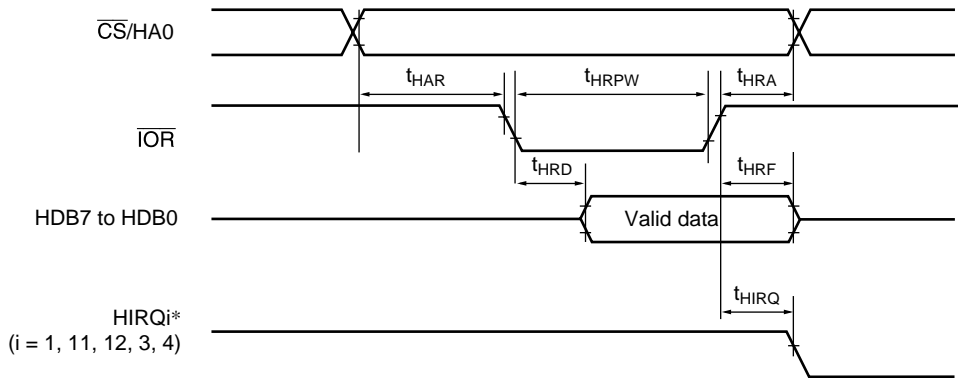 CS/HA0
tHAR
tHRPW
tHRA
IOR
tHRD
tHRF
HDB7 to HDB0
Valid data
tHIRQ
HIRQi*
(i = 1, 11, 12, 3, 4)